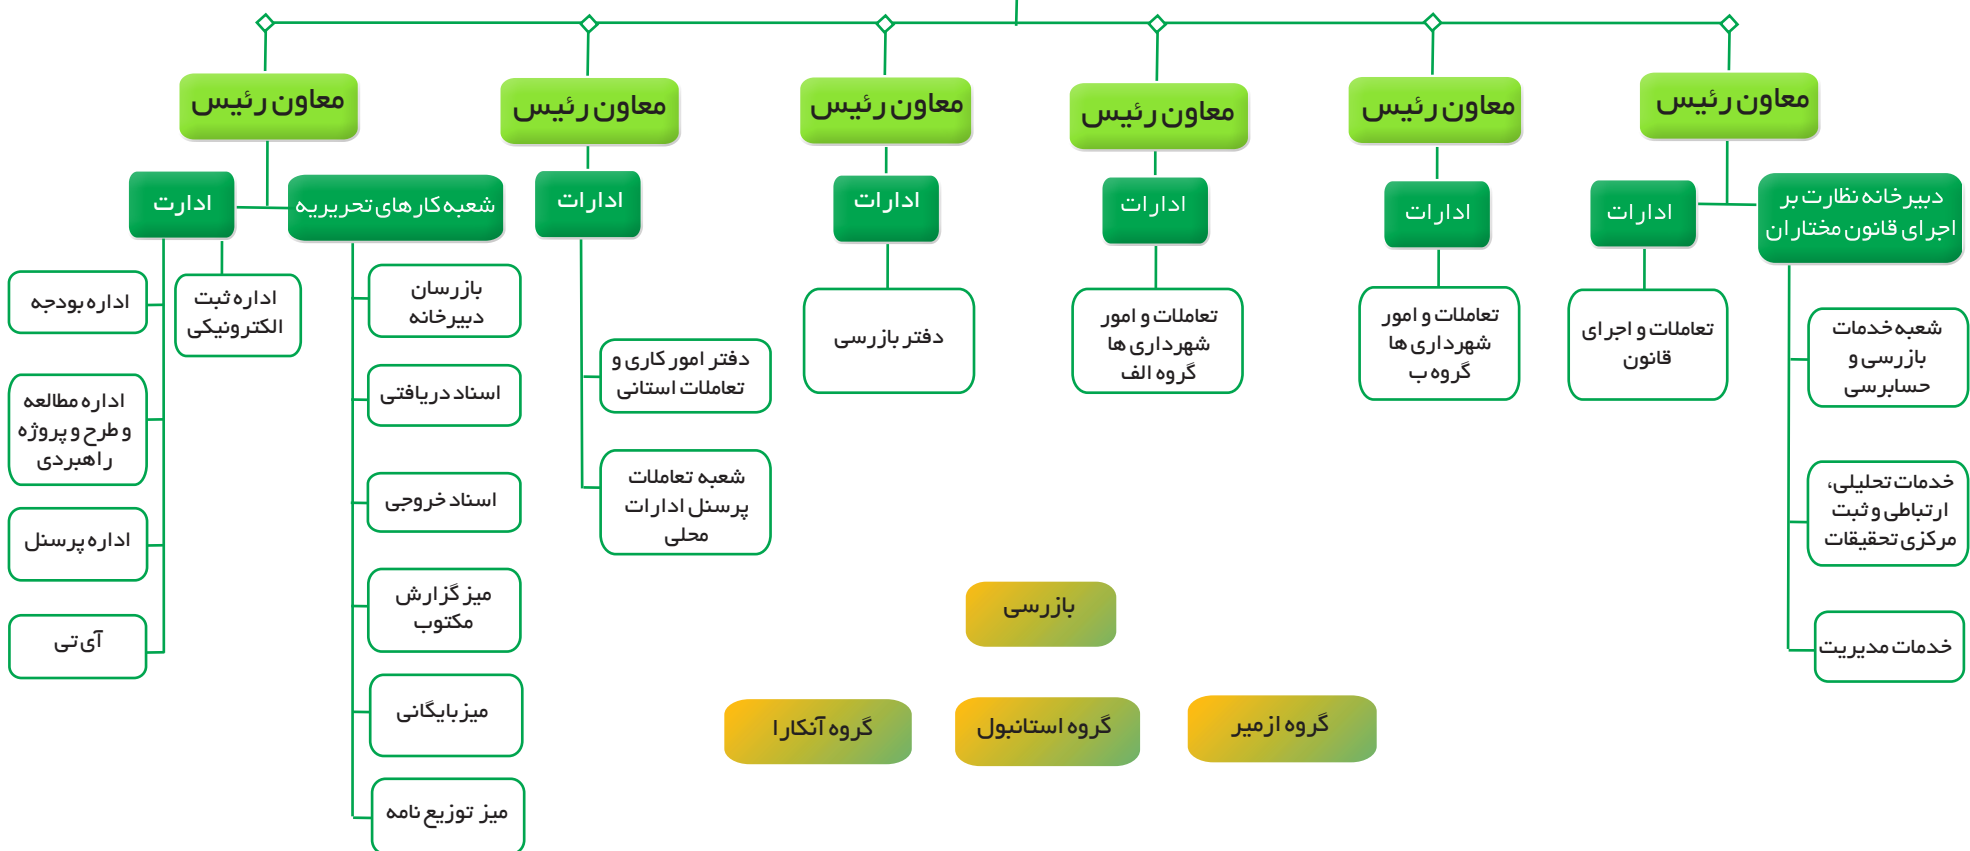 معاون رئیس
معاون رئیس
معاون رئیس
معاون رئیس
معاون رئیس
معاون رئیس
دبیرخانه نظارت بر
اجرای قانون مختاران
ادارات
ادارات
ادارات
ادارات
ادارات
شعبه کارهای تحریریه
ادارت
شعبه خدمات
بازرسی و
حسابرسی
خدمات تحلیلی،
ارتباطی و ثبت
مرکزی تحقیقات
خدمات مدیریت
تعاملات و اجرای
قانون
تعاملات و امور
شهرداری ها
گروه ب
تعاملات و امور
شهرداری ها
گروه الف
دفتر بازرسی
دفتر امور کاری و
تعاملات استانی
شعبه تعاملات
پرسنل ادارات
محلی
بازرسان
دبیرخانه
اسناد دریافتی
اسناد خروجی
میز گزارش
مکتوب
میز بایگانی
میز توزیع نامه
اداره ثبت
الکترونیکی
اداره بودجه
اداره مطالعه
و طرح و پروژه
راهبردی
اداره پرسنل
آی تی
بازرسی
گروه ازمیر
گروه استانبول
گروه آنکارا